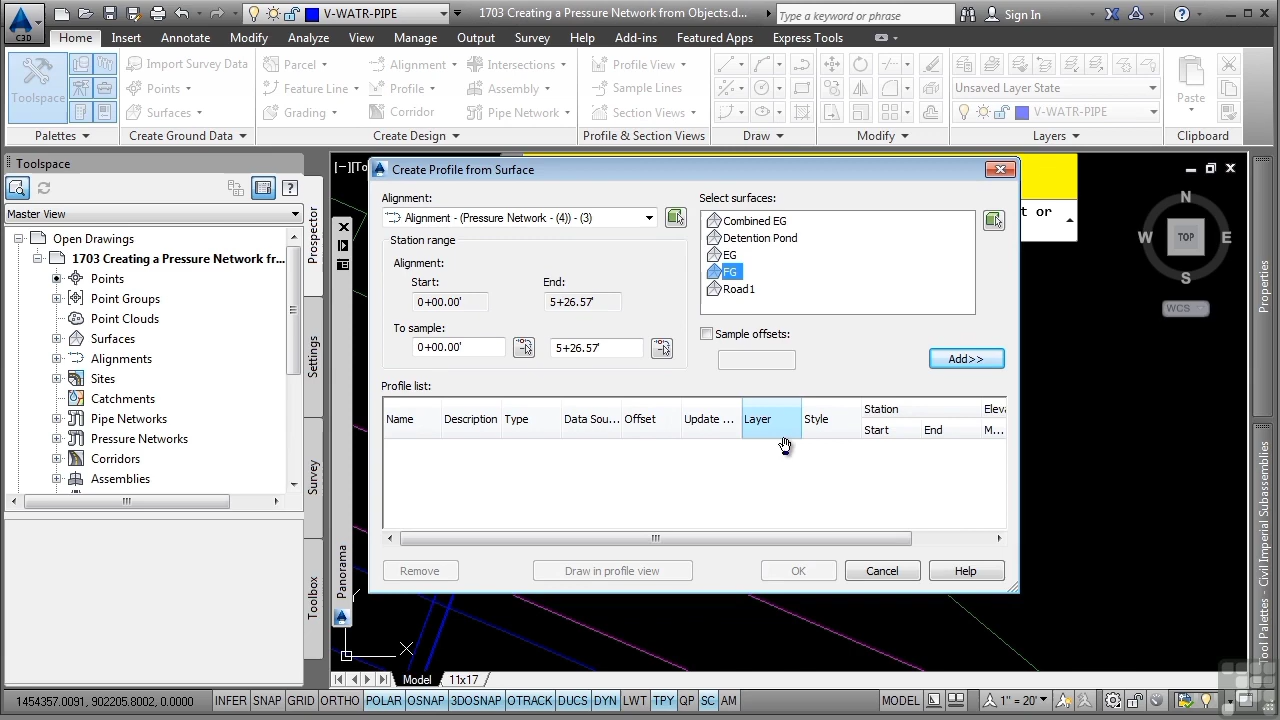 V-WATR-PIPE
1703 Creating a Pressure Network from Objects.d...
Type a keyword or phrase
Sign In
C3D
Home Insert Annotate Modify Analyze View Manage Output Survey Help Add-ins Featured Apps Express Tools
Toolspace
Import Survey Data
Points
Surfaces
Parcel
Feature Line
Grading
Alignment
Profile
Corridor
Intersections
Assembly
Pipe Network
Profile View
Sample Lines
Section Views
Unsaved Layer State
V-WATR-PIPE
Paste
Palettes
Create Ground Data
Create Design
Profile & Section Views
Draw
Modify
Layers
Clipboard
Toolspace
Master View
Open Drawings
1703 Creating a Pressure Network fr...
Points
Point Groups
Point Clouds
Surfaces
Alignments
Sites
Catchments
Pipe Networks
Pressure Networks
Corridors
Assemblies
Prospector
Settings
Survey
Toolbox
Panorama
Create Profile from Surface
Alignment:
Alignment - (Pressure Network - (4)) - (3)
Station range
Alignment:
Start:
End:
0+00.00'
5+26.57'
To sample:
0+00.00'
5+26.57'
Select surfaces:
Combined EG
Detention Pond
EG
FG
Road1
Sample offsets:
Add>>
Profile list:
Name Description Type Data Sou... Offset Update ... Layer Style Station Eleva
Start End M...
Remove
Draw in profile view
OK
Cancel
Help
t or
N
W TOP E
S
WCS
Properties
Tool Palettes - Civil Imperial Subassemblies
Model 11x17
1454357.0091, 902205.8002, 0.0000
INFER SNAP GRID ORTHO POLAR OSNAP 3DOSNAP OTRACK DUCS DYN LWT TPY QP SC AM
MODEL
1" = 20'